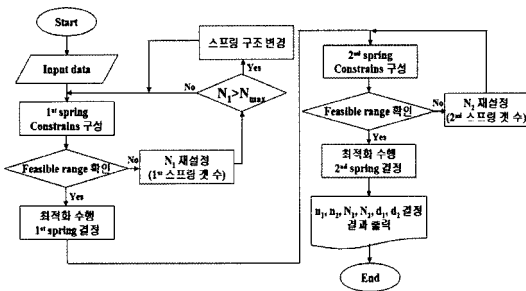 Start
Input data
1st spring
Constrains 구성
Feasible range 확인
No
Yes
N1 재설정
(1st 스프링 갯 수)
N1>Nmax
No
Yes
스프링 구조 변경
최적화 수행
1st spring 결정
2nd spring
Constrains 구성
Feasible range 확인
No
Yes
N2 재설정
(2nd 스프링 갯 수)
최적화 수행
2nd spring 결정
n1, n2, N1, N2, d1, d2 결정
결과 출력
End